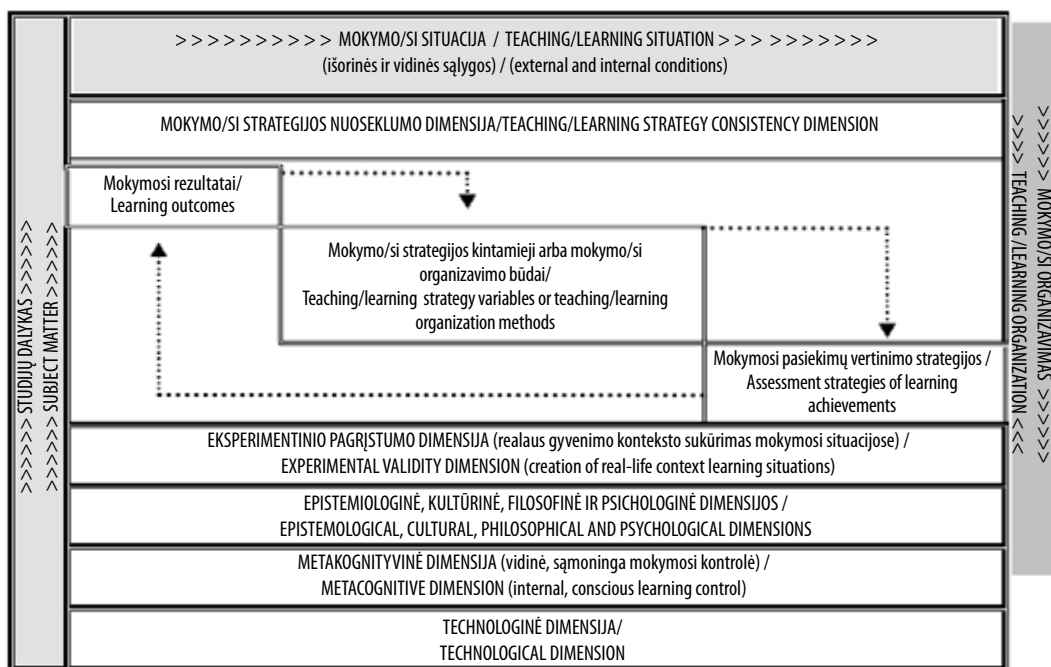 > > > > > > > > > > MOKYMO/SI SITUACIJA / TEACHING/LEARNING SITUATION > > > > > > > > > >
(išorinės ir vidinės sąlygos) / (external and internal conditions)
MOKYMO/SI STRATEGIJOS NUOSEKLUMO DIMENSIJA/TEACHING/LEARNING STRATEGY CONSISTENCY DIMENSION
Mokymosi rezultatai/
Learning outcomes
Mokymo/si strategijos kintamieji arba mokymo/si
organizavimo būdai/
Teaching/learning strategy variables or teaching/learning
organization methods
Mokymosi pasiekimų vertinimo strategijos /
Assessment strategies of learning
achievements
EKSPERIMENTINIO PAGRĮSTUMO DIMENSIJA (realaus gyvenimo konteksto sukūrimas mokymosi situacijose) /
EXPERIMENTAL VALIDITY DIMENSION (creation of real-life context learning situations)
EPISTEMIOLOGINĖ, KULTŪRINĖ, FILOSOFINĖ IR PSICHOLOGINĖ DIMENSIJOS /
EPISTEMOLOGICAL, CULTURAL, PHILOSOPHICAL AND PSYCHOLOGICAL DIMENSIONS
METAKOGNITYVINĖ DIMENSIJA (vidinė, sąmoninga mokymosi kontrolė) /
METACOGNITIVE DIMENSION (internal, conscious learning control)
TECHNOLOGINĖ DIMENSIJA/
TECHNOLOGICAL DIMENSION
>>>>>> STUDIJŲ DALYKAS >>>>>>
>>>>>> SUBJECT MATTER >>>>>>
>>>>>> MOKYMO/SI ORGANIZAVIMAS >>>>>>
>>>> TEACHING /LEARNING ORGANIZATION <<<